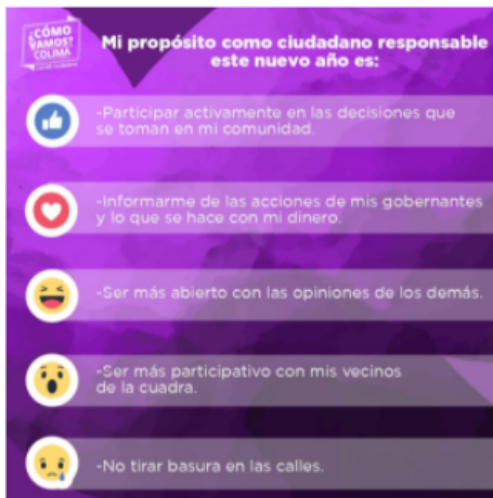 ¿CÓMO
VAMOS?
COLIMA
Mi propósito como ciudadano responsable
este nuevo año es:
-Participar activamente en las decisiones que
se toman en mi comunidad.
-Informarme de las acciones de mis gobernantes
y lo que se hace con mi dinero.
-Ser más abierto con las opiniones de los demás.
-Ser más participativo con mis vecinos
de la cuadra.
-No tirar basura en las calles.